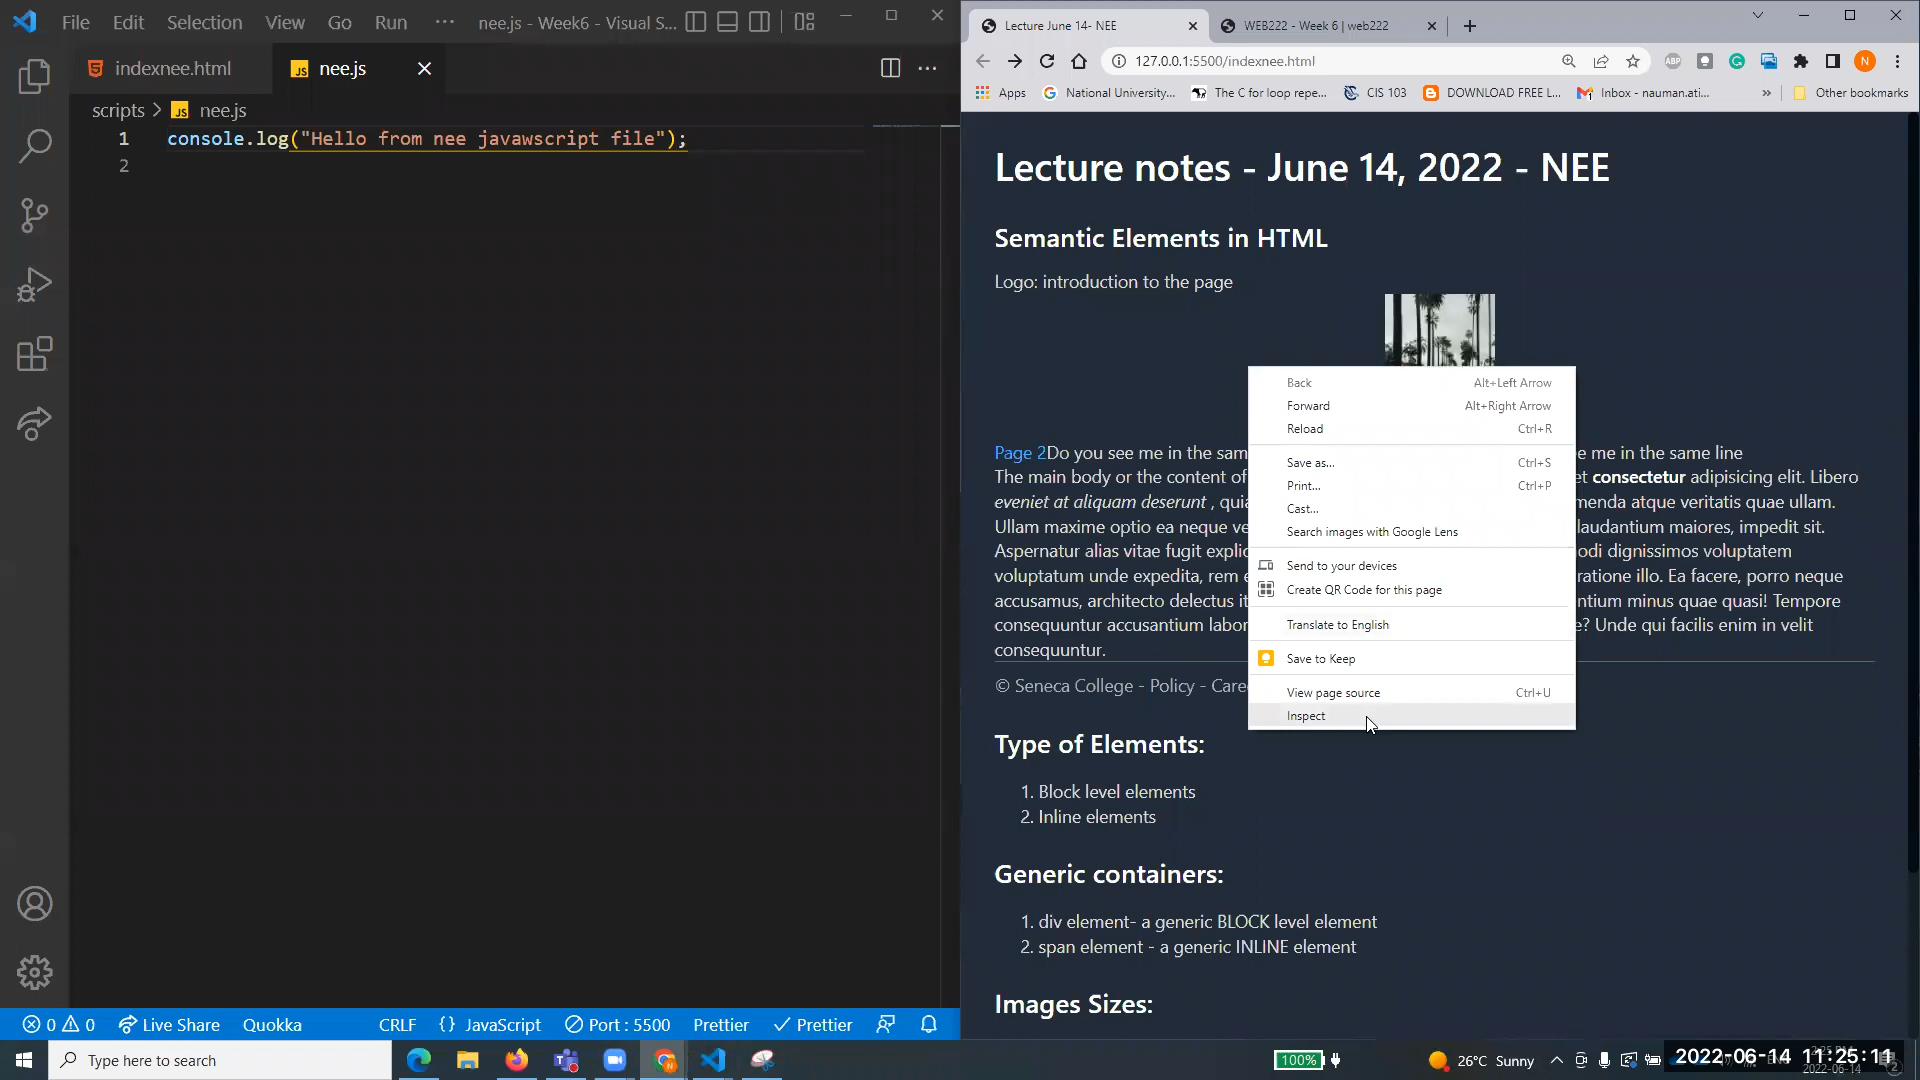 File Edit Selection View Go Run ··· nee.js - Week6 - Visual S...
indexnee.html
nee.js
scripts > nee.js
1 console.log("Hello from nee javawscript file");
2
0 0 Live Share Quokka CRLF {} JavaScript Port : 5500 Prettier Prettier
Lecture June 14- NEE
WEB222 - Week 6 | web222
127.0.0.1:5500/indexnee.html
ABP
N
Apps
National University...
The C for loop repe...
CIS 103
DOWNLOAD FREE L...
Inbox - nauman.ati...
»
Other bookmarks
Lecture notes - June 14, 2022 - NEE
Semantic Elements in HTML
Logo: introduction to the page
Back Alt+Left Arrow
Forward Alt+Right Arrow
Reload Ctrl+R
Save as... Ctrl+S
Print... Ctrl+P
Cast...
Search images with Google Lens
Send to your devices
Create QR Code for this page
Translate to English
Save to Keep
View page source Ctrl+U
Inspect
Page 2Do you see me in the sam e me in the same line
The main body or the content of et consectetur adipisicing elit. Libero
eveniet at aliquam deserunt , quia menda atque veritatis quae ullam.
Ullam maxime optio ea neque ve laudantium maiores, impedit sit.
Aspernatur alias vitae fugit explic odi dignissimos voluptatem
voluptatum unde expedita, rem e ratione illo. Ea facere, porro neque
accusamus, architecto delectus it ntium minus quae quasi! Tempore
consequuntur accusantium labor e? Unde qui facilis enim in velit
consequuntur.
© Seneca College - Policy - Care
Type of Elements:
1. Block level elements
2. Inline elements
Generic containers:
1. div element- a generic BLOCK level element
2. span element - a generic INLINE element
Images Sizes:
Type here to search
100%
26°C Sunny
2022-06-14 11:25:11
2022-06-14